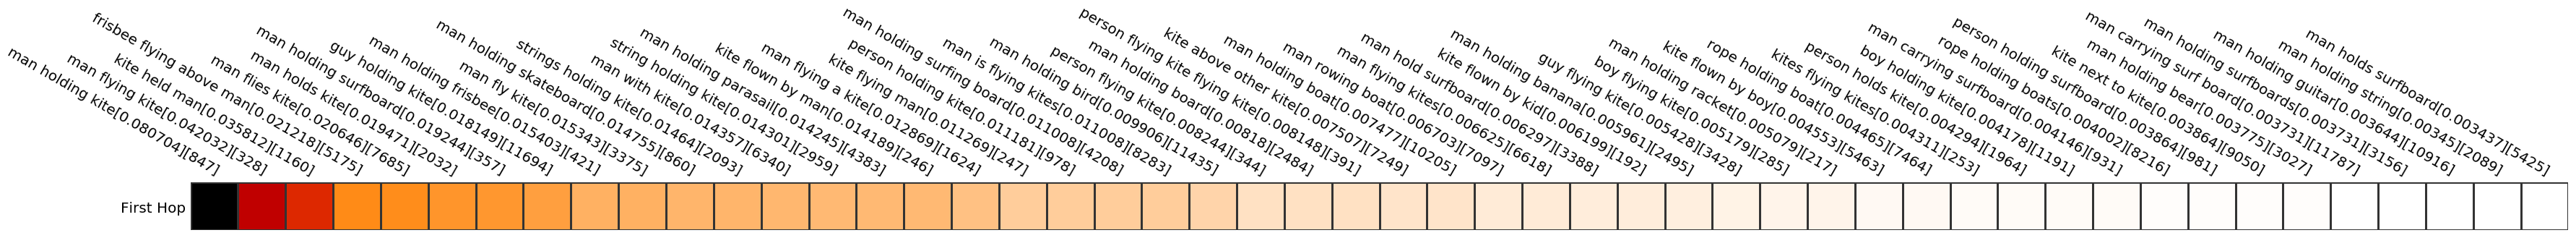 man holding kite[0.080704][847]
man flying kite[0.04032][328]
kite held man[0.035812][1160]
frisbee flying above man[0.021218][5175]
man flies kite[0.020646][7685]
man holds kite[0.019471][2032]
man holding surfboard[0.019244][357]
guy holding kite[0.018149][11694]
man holding frisbee[0.015403][421]
man fly kite[0.015343][3375]
man holding skateboard[0.014755][860]
strings holding kite[0.01464][2093]
man with kite[0.014357][6340]
string holding kite[0.014301][2959]
man holding parasail[0.014245][4383]
kite flown by man[0.014189][246]
man flying a kite[0.012869][1624]
kite flying man[0.011269][247]
person holding kite[0.01181][978]
man holding surfing board[0.011008][4208]
man is flying kites[0.011008][8283]
man holding bird[0.009906][11435]
person flying kite[0.008244][344]
man holding board[0.00818][2484]
person flying kite flying kite[0.008148][391]
kite above other kite[0.007507][7249]
man holding boat[0.007477][10205]
man rowing boat[0.006703][7097]
man flying kites[0.006625][6618]
man hold surfboard[0.006297][3388]
kite flown by kid[0.006199][192]
man holding banana[0.005961][2495]
guy flying kite[0.005428][3428]
boy flying kite[0.005179][285]
man holding racket[0.005079][217]
kite flown by boy[0.004553][5463]
rope holding boat[0.004465][7464]
kites flying kites[0.004311][253]
person holds kite[0.004294][1964]
boy holding kite[0.004178][1191]
man carrying surfboard[0.004146][931]
rope holding boats[0.004002][8216]
person holding surfboard[0.003864][981]
kite next to kite[0.003864][9050]
man holding bear[0.003775][3027]
man carrying surf board[0.003731][11787]
man holding surfboards[0.003731][3156]
man holding guitar[0.003644][10916]
man holding string[0.00345][2089]
man holds surfboard[0.003437][5425]
First Hop